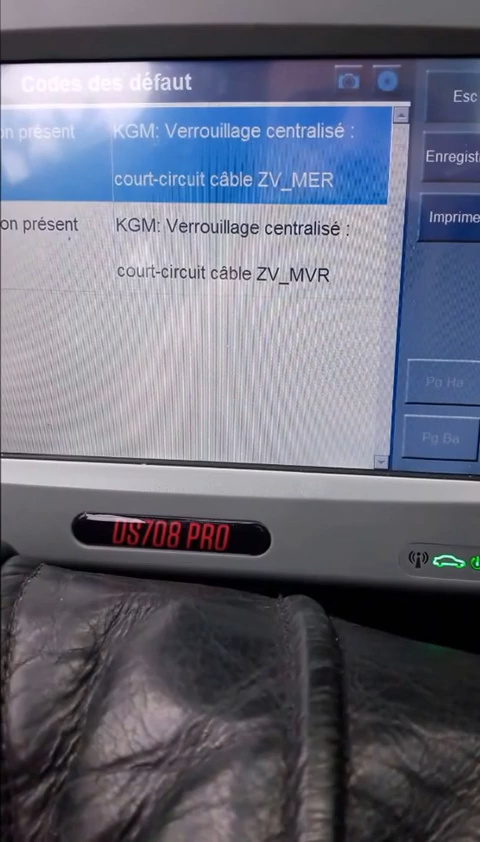 Codes des défaut
Esc
on présent
KGM: Verrouillage centralisé :
court-circuit câble ZV_MER
Enregist
Imprime
on présent
KGM: Verrouillage centralisé :
court-circuit câble ZV_MVR
Pg Ha
Pg Ba
DS708 PRO